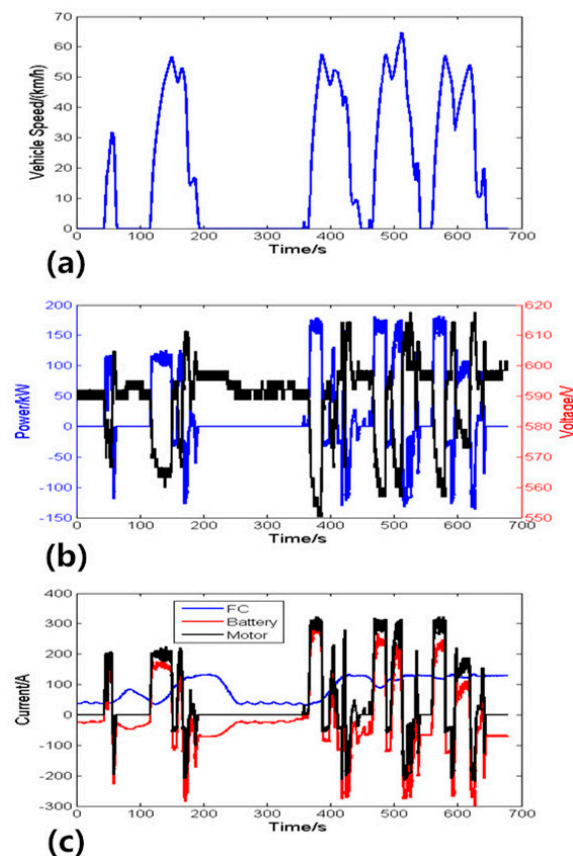 70
60
50
40
30
20
10
0
Vehicle Speed/(km/h)
0 100 200 300 400 500 600 700
Time/s
(a)
200
150
100
50
0
-50
-100
-150
Power/kW
620
610
600
590
580
570
560
550
Voltage/V
0 100 200 300 400 500 600 700
Time/s
(b)
400
300
200
100
0
-100
-200
-300
Current/A
FC
Battery
Motor
0 100 200 300 400 500 600 700
Time/s
(c)